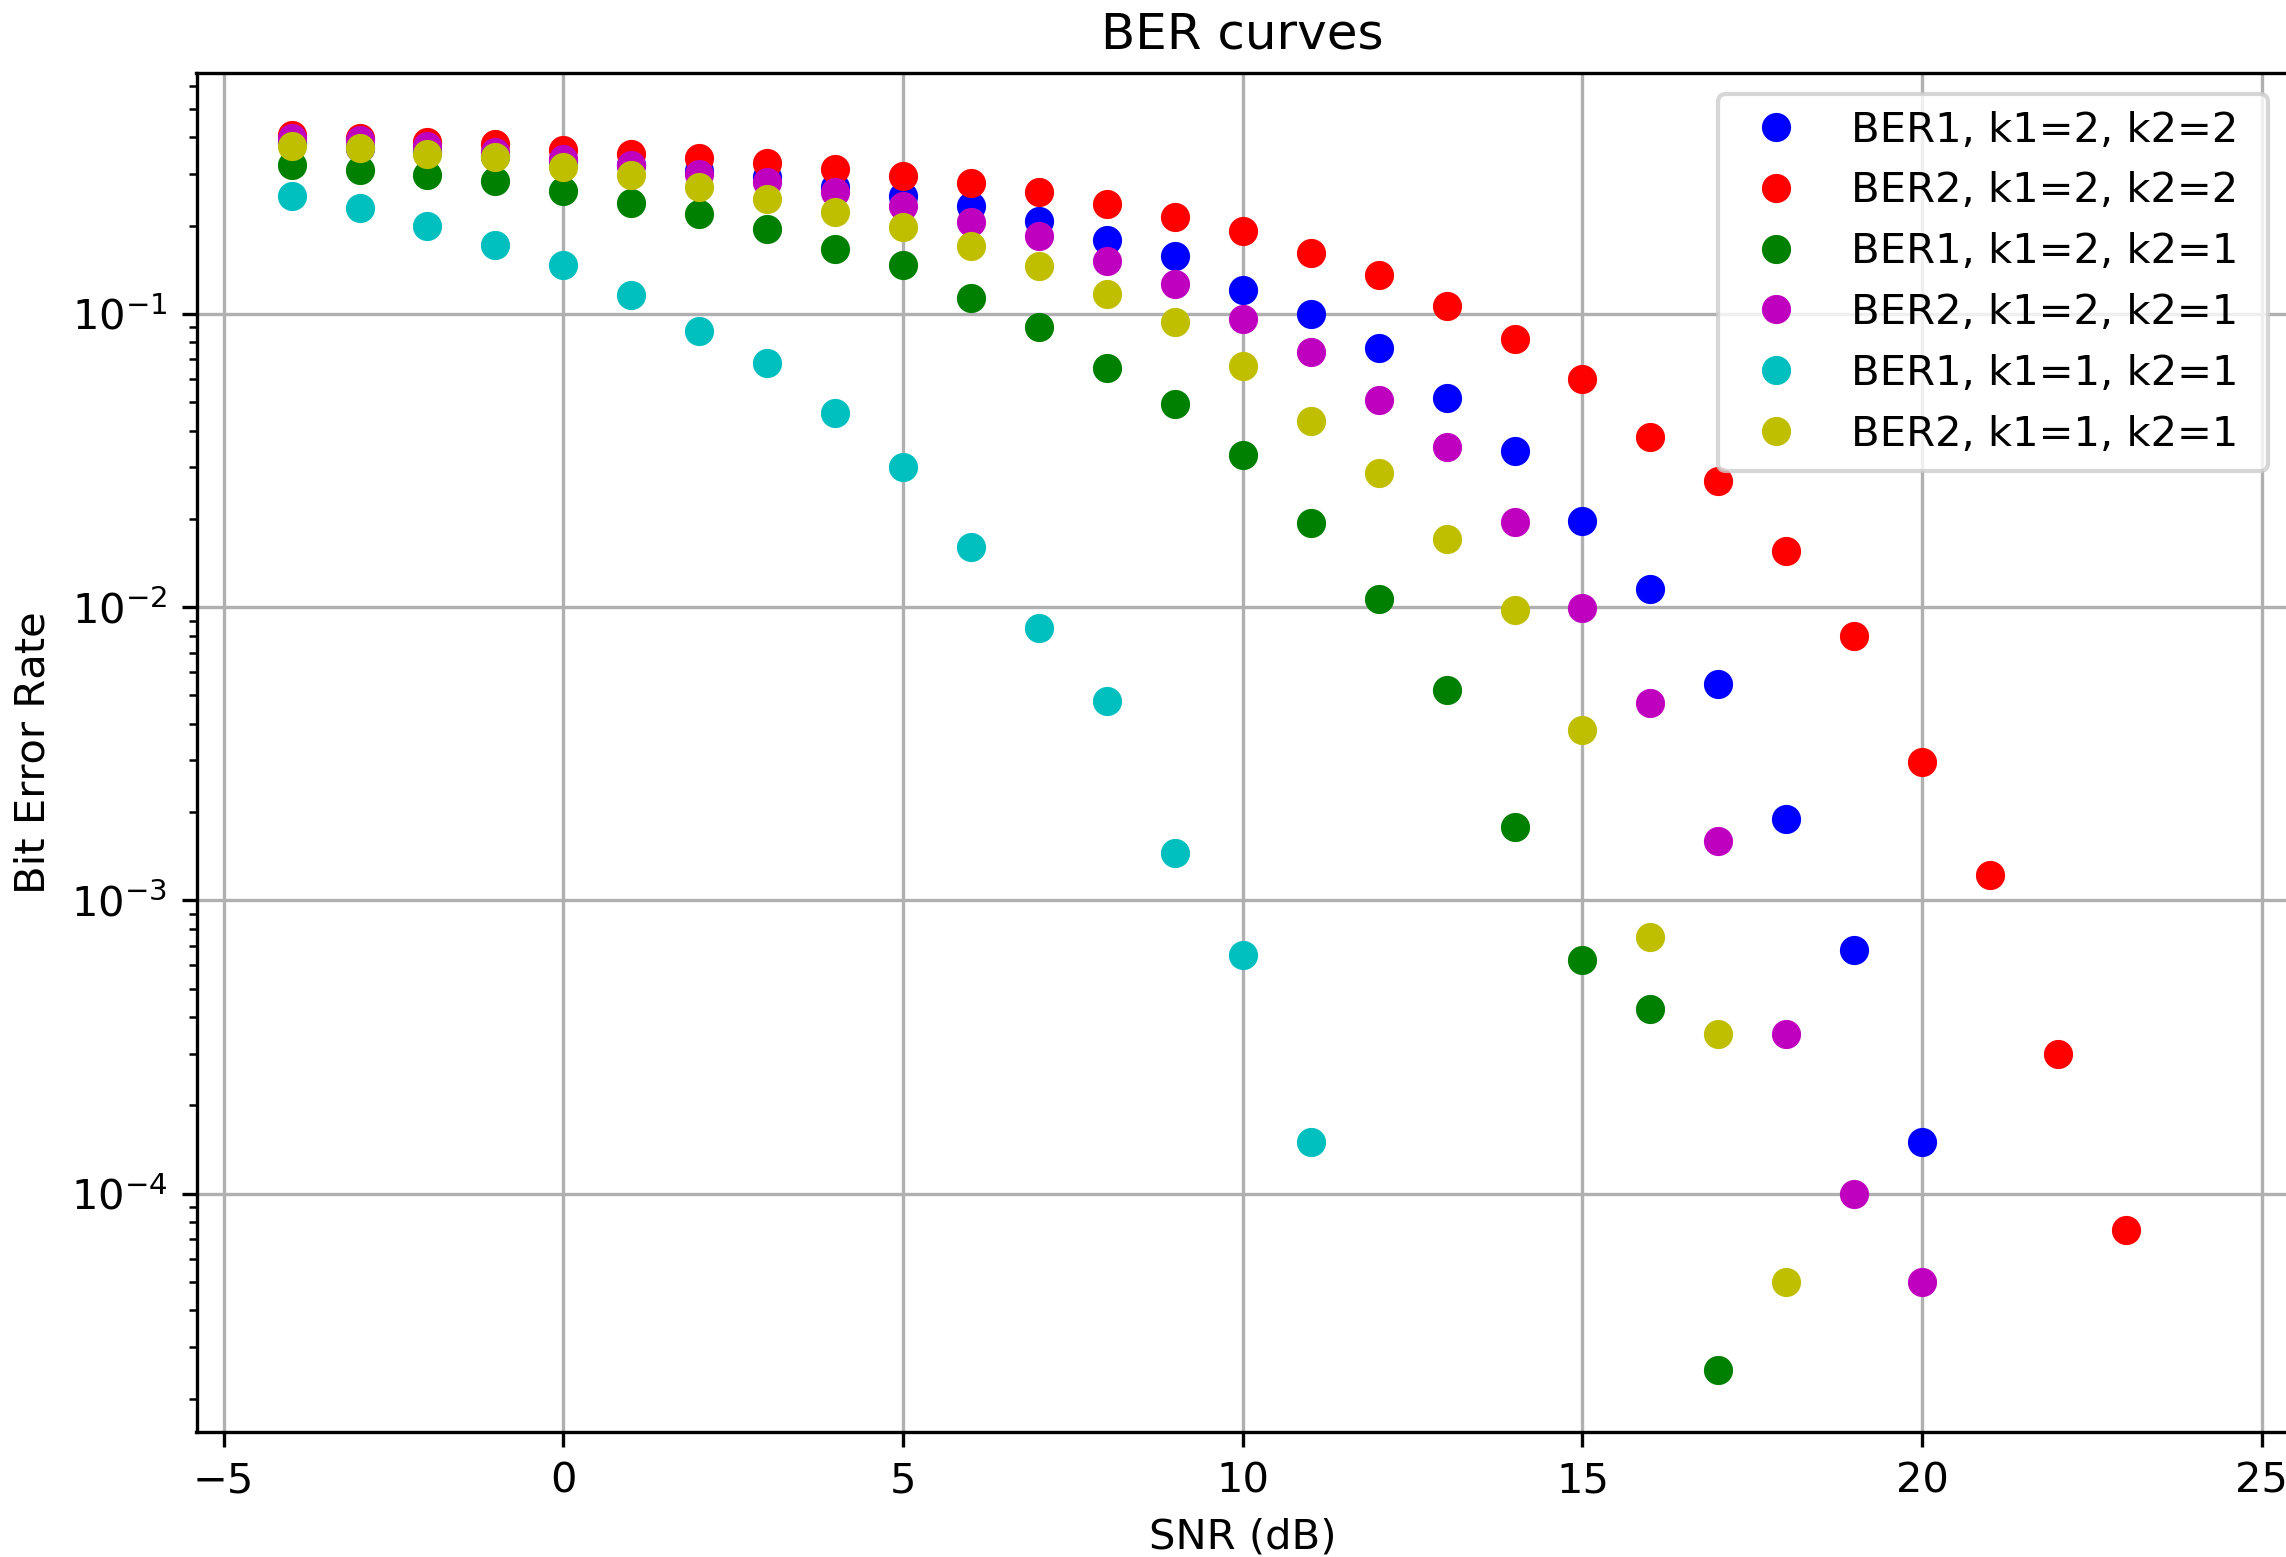 BER curves
BER1, k1=2, k2=2
BER2, k1=2, k2=2
BER1, k1=2, k2=1
BER2, k1=2, k2=1
BER1, k1=1, k2=1
BER2, k1=1, k2=1
10⁻¹
10⁻²
10⁻³
10⁻⁴
Bit Error Rate
−5 0 5 10 15 20 25
SNR (dB)